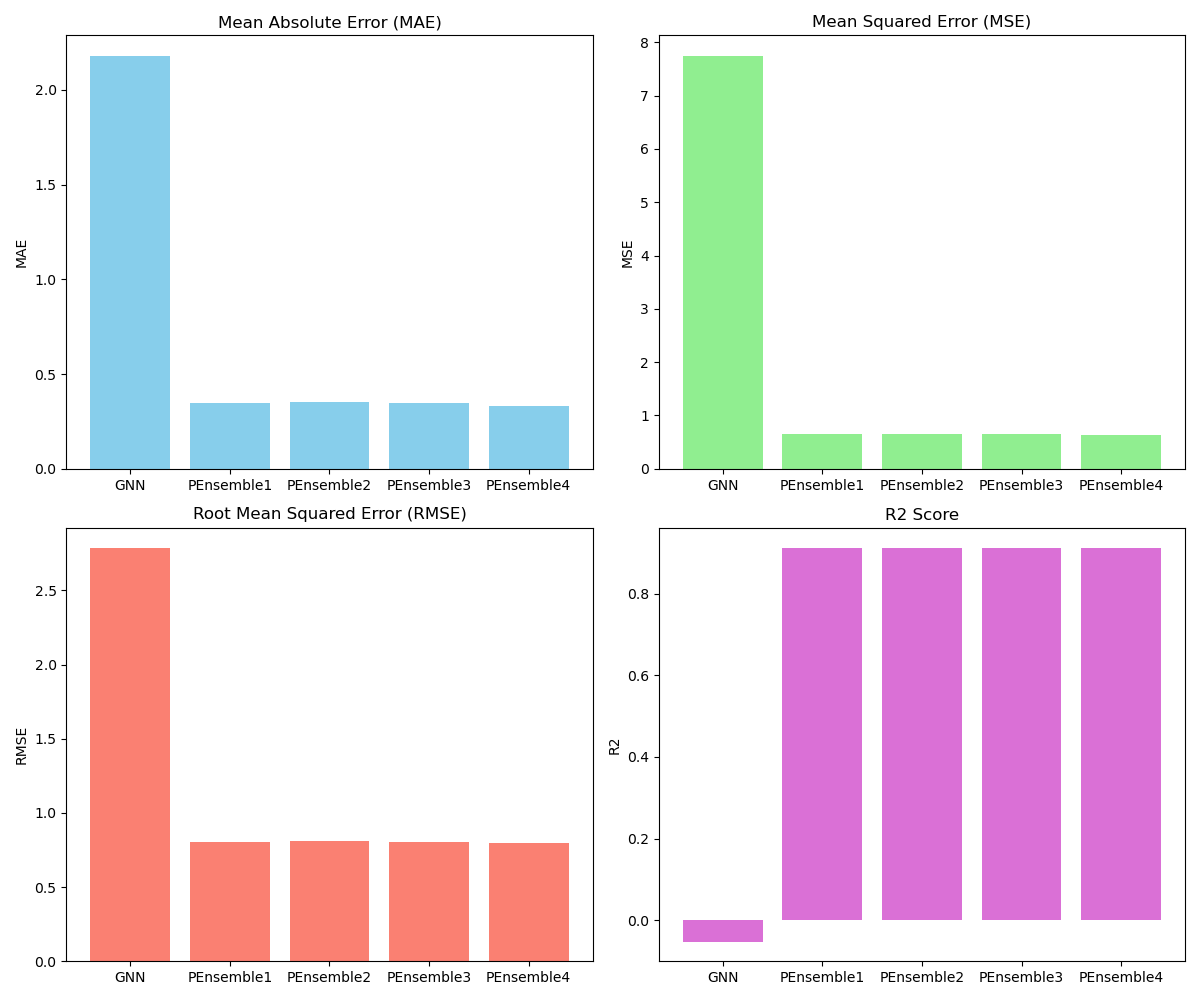 Mean Absolute Error (MAE)
MAE
2.0
1.5
1.0
0.5
0.0
GNN PEnsemble1 PEnsemble2 PEnsemble3 PEnsemble4
Mean Squared Error (MSE)
MSE
8
7
6
5
4
3
2
1
0
GNN PEnsemble1 PEnsemble2 PEnsemble3 PEnsemble4
Root Mean Squared Error (RMSE)
RMSE
2.5
2.0
1.5
1.0
0.5
0.0
GNN PEnsemble1 PEnsemble2 PEnsemble3 PEnsemble4
R2 Score
R2
0.8
0.6
0.4
0.2
0.0
GNN PEnsemble1 PEnsemble2 PEnsemble3 PEnsemble4